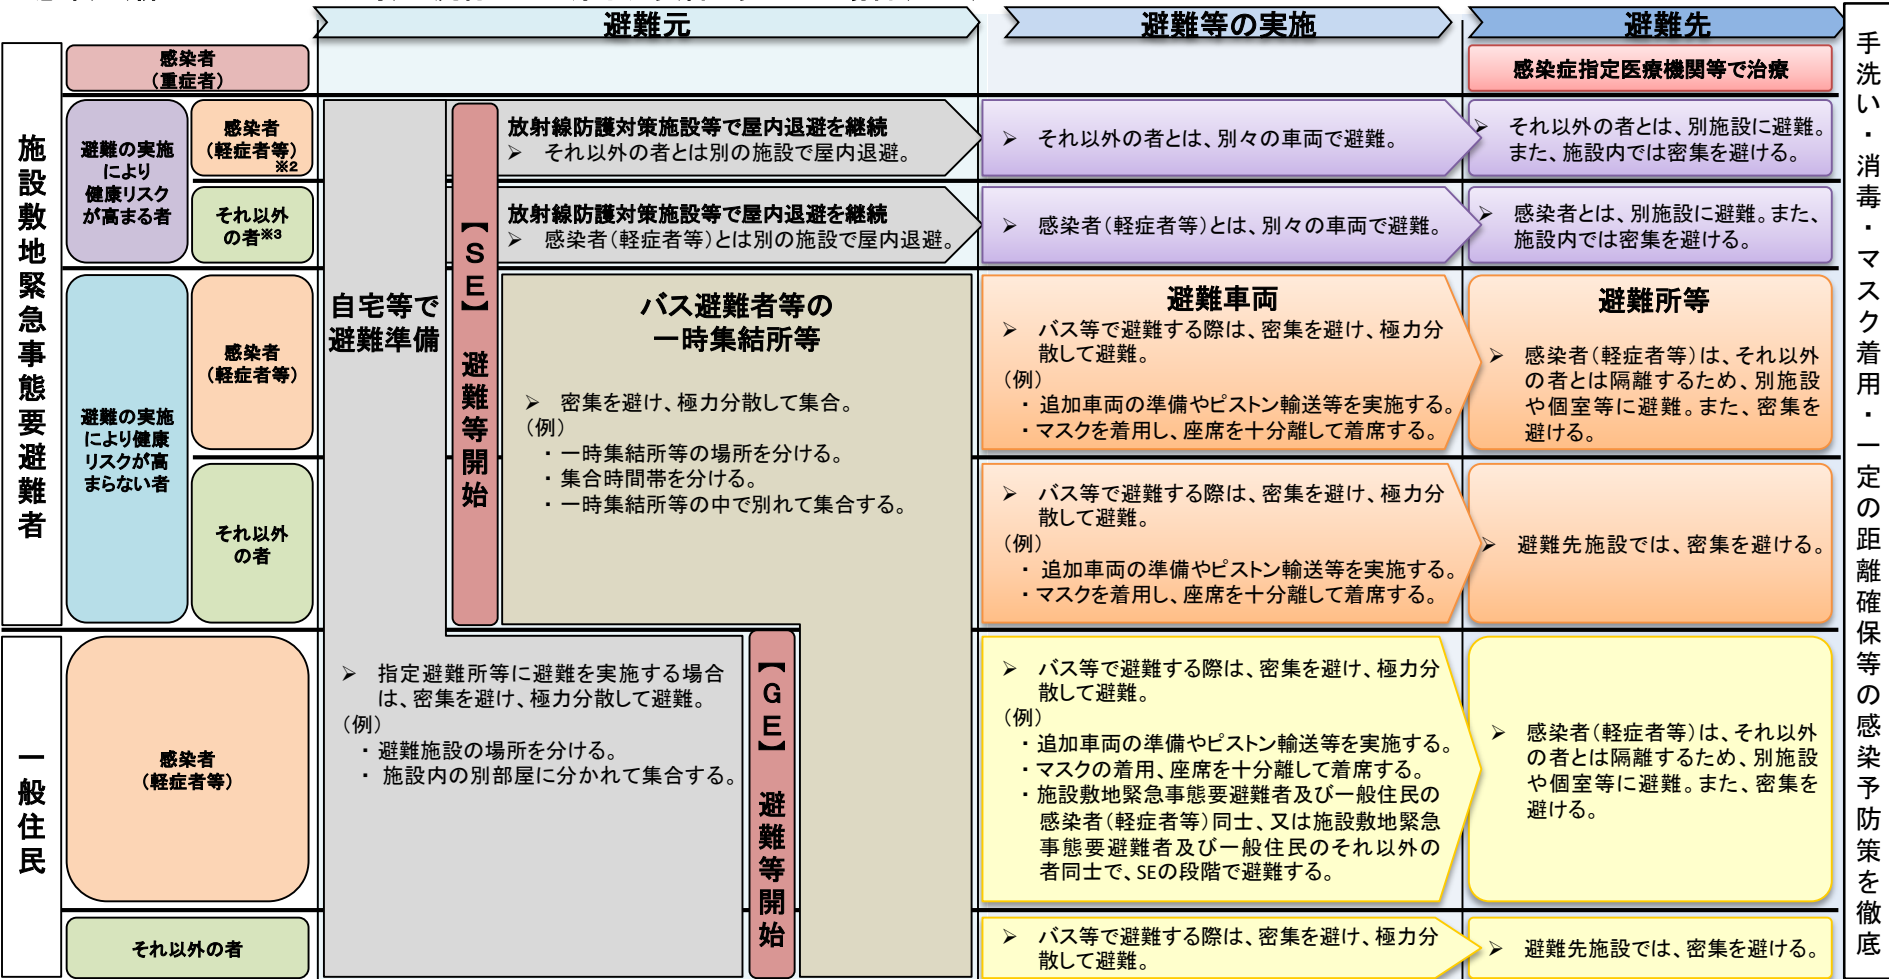 避難元
避難等の実施
避難先
施設敷地緊急事態要避難者
感染者
(重症者)
感染症指定医療機関等で治療
避難の実施
により
健康リスク
が高まる者
感染者
(軽症者等)
※2
放射線防護対策施設等で屋内退避を継続
➢ それ以外の者とは別の施設で屋内退避。
➢ それ以外の者とは、別々の車両で避難。
➢ それ以外の者とは、別施設に避難。
また、施設内では密集を避ける。
それ以外
の者※3
放射線防護対策施設等で屋内退避を継続
➢ 感染者(軽症者等)とは別の施設で屋内退避。
➢ 感染者(軽症者等)とは、別々の車両で避難。
➢ 感染者とは、別施設に避難。また、
施設内では密集を避ける。
避難の実施
により健康
リスクが高
まらない者
感染者
(軽症者等)
それ以外
の者
自宅等で
避難準備
【SE】 避難等開始
バス避難者等の
一時集結所等
➢ 密集を避け、極力分散して集合。
(例)
・一時集結所等の場所を分ける。
・集合時間帯を分ける。
・一時集結所等の中で別れて集合する。
避難車両
➢ バス等で避難する際は、密集を避け、極力分
散して避難。
(例)
・追加車両の準備やピストン輸送等を実施する。
・マスクを着用し、座席を十分離して着席する。
避難所等
➢ 感染者(軽症者等)は、それ以外
の者とは隔離するため、別施設
や個室等に避難。また、密集を
避ける。
➢ バス等で避難する際は、密集を避け、極力分
散して避難。
(例)
・追加車両の準備やピストン輸送等を実施する。
・マスクを着用し、座席を十分離して着席する。
➢ 避難先施設では、密集を避ける。
一般住民
感染者
(軽症者等)
➢ 指定避難所等に避難を実施する場合
は、密集を避け、極力分散して避難。
(例)
・避難施設の場所を分ける。
・施設内の別部屋に分かれて集合する。
【GE】 避難等開始
➢ バス等で避難する際は、密集を避け、極力分
散して避難。
(例)
・追加車両の準備やピストン輸送等を実施する。
・マスクの着用、座席を十分離して着席する。
・施設敷地緊急事態要避難者及び一般住民の
感染者(軽症者等)同士、又は施設敷地緊急
事態要避難者及び一般住民のそれ以外の
者同士で、SEの段階で避難する。
➢ 感染者(軽症者等)は、それ以外
の者とは隔離するため、別施設
や個室等に避難。また、密集を
避ける。
それ以外の者
➢ バス等で避難する際は、密集を避け、極力分
散して避難。
➢ 避難先施設では、密集を避ける。
手洗い・消毒・マスク着用・一定の距離確保等の感染予防策を徹底